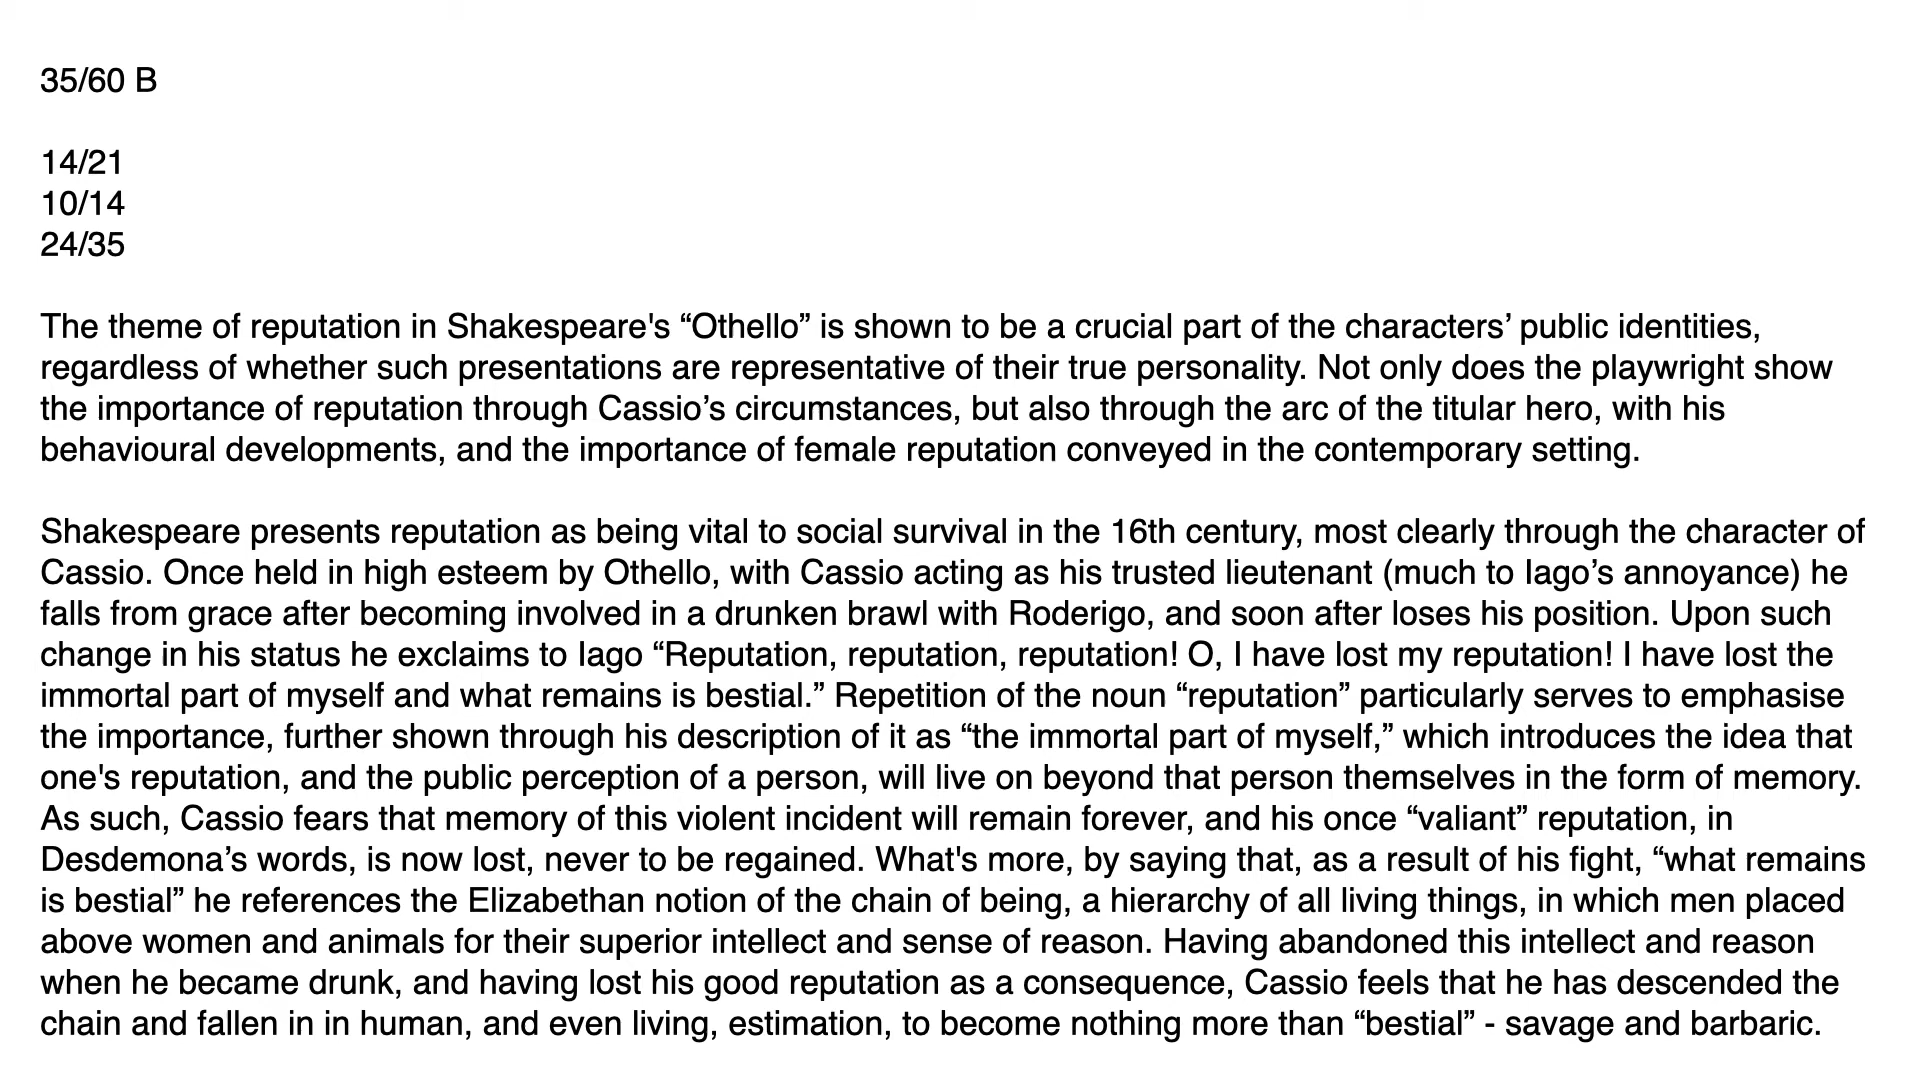 35/60 B
14/21
10/14
24/35
The theme of reputation in Shakespeare's “Othello” is shown to be a crucial part of the characters’ public identities,
regardless of whether such presentations are representative of their true personality. Not only does the playwright show
the importance of reputation through Cassio’s circumstances, but also through the arc of the titular hero, with his
behavioural developments, and the importance of female reputation conveyed in the contemporary setting.
Shakespeare presents reputation as being vital to social survival in the 16th century, most clearly through the character of
Cassio. Once held in high esteem by Othello, with Cassio acting as his trusted lieutenant (much to Iago’s annoyance) he
falls from grace after becoming involved in a drunken brawl with Roderigo, and soon after loses his position. Upon such
change in his status he exclaims to Iago “Reputation, reputation, reputation! O, I have lost my reputation! I have lost the
immortal part of myself and what remains is bestial.” Repetition of the noun “reputation” particularly serves to emphasise
the importance, further shown through his description of it as “the immortal part of myself,” which introduces the idea that
one's reputation, and the public perception of a person, will live on beyond that person themselves in the form of memory.
As such, Cassio fears that memory of this violent incident will remain forever, and his once “valiant” reputation, in
Desdemona’s words, is now lost, never to be regained. What's more, by saying that, as a result of his fight, “what remains
is bestial” he references the Elizabethan notion of the chain of being, a hierarchy of all living things, in which men placed
above women and animals for their superior intellect and sense of reason. Having abandoned this intellect and reason
when he became drunk, and having lost his good reputation as a consequence, Cassio feels that he has descended the
chain and fallen in in human, and even living, estimation, to become nothing more than “bestial” - savage and barbaric.